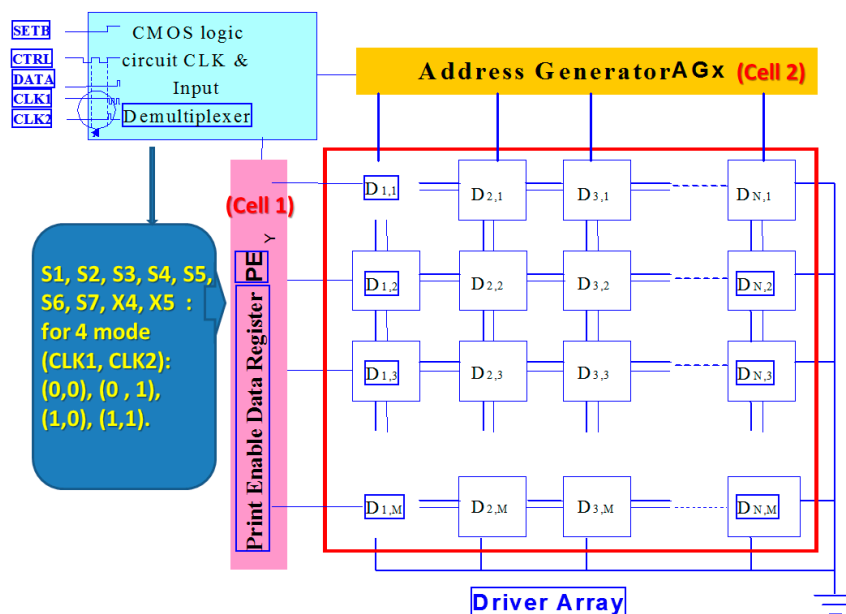 SETB
CTRL
DATA
CLK1
CLK2
CMOS logic
circuit CLK &
Input
Demultiplexer
Address Generator AGx (Cell 2)
(Cell 1)
Print Enable Data Register PE Y
S1, S2, S3, S4, S5,
S6, S7, X4, X5 :
for 4 mode
(CLK1, CLK2):
(0,0), (0 , 1),
(1,0), (1,1).
D1,1 D2,1 D3,1 DN,1
D1,2 D2,2 D3,2 DN,2
D1,3 D2,3 D3,3 DN,3
D1,M D2,M D3,M DN,M
Driver Array